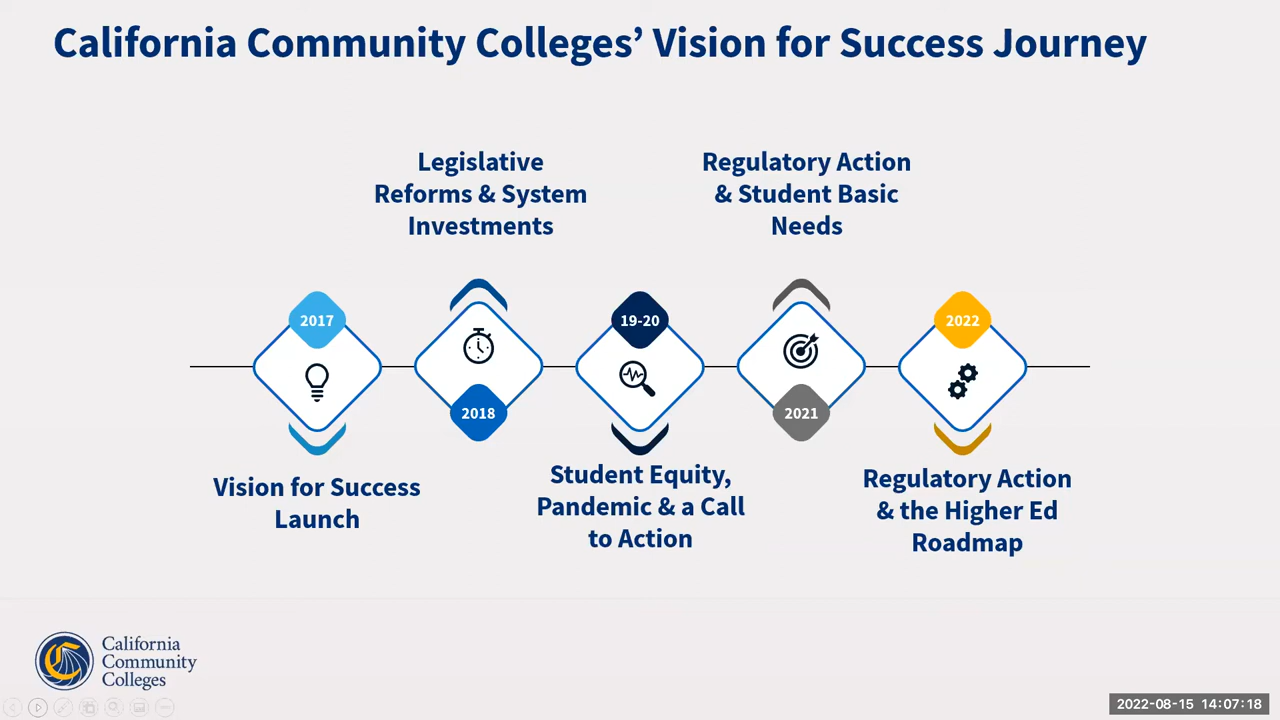 California Community Colleges’ Vision for Success Journey
Legislative
Reforms & System
Investments
Regulatory Action
& Student Basic
Needs
2017
19-20
2022
2018
2021
Vision for Success
Launch
Student Equity,
Pandemic & a Call
to Action
Regulatory Action
& the Higher Ed
Roadmap
California
Community
Colleges
2022-08-15 14:07:18